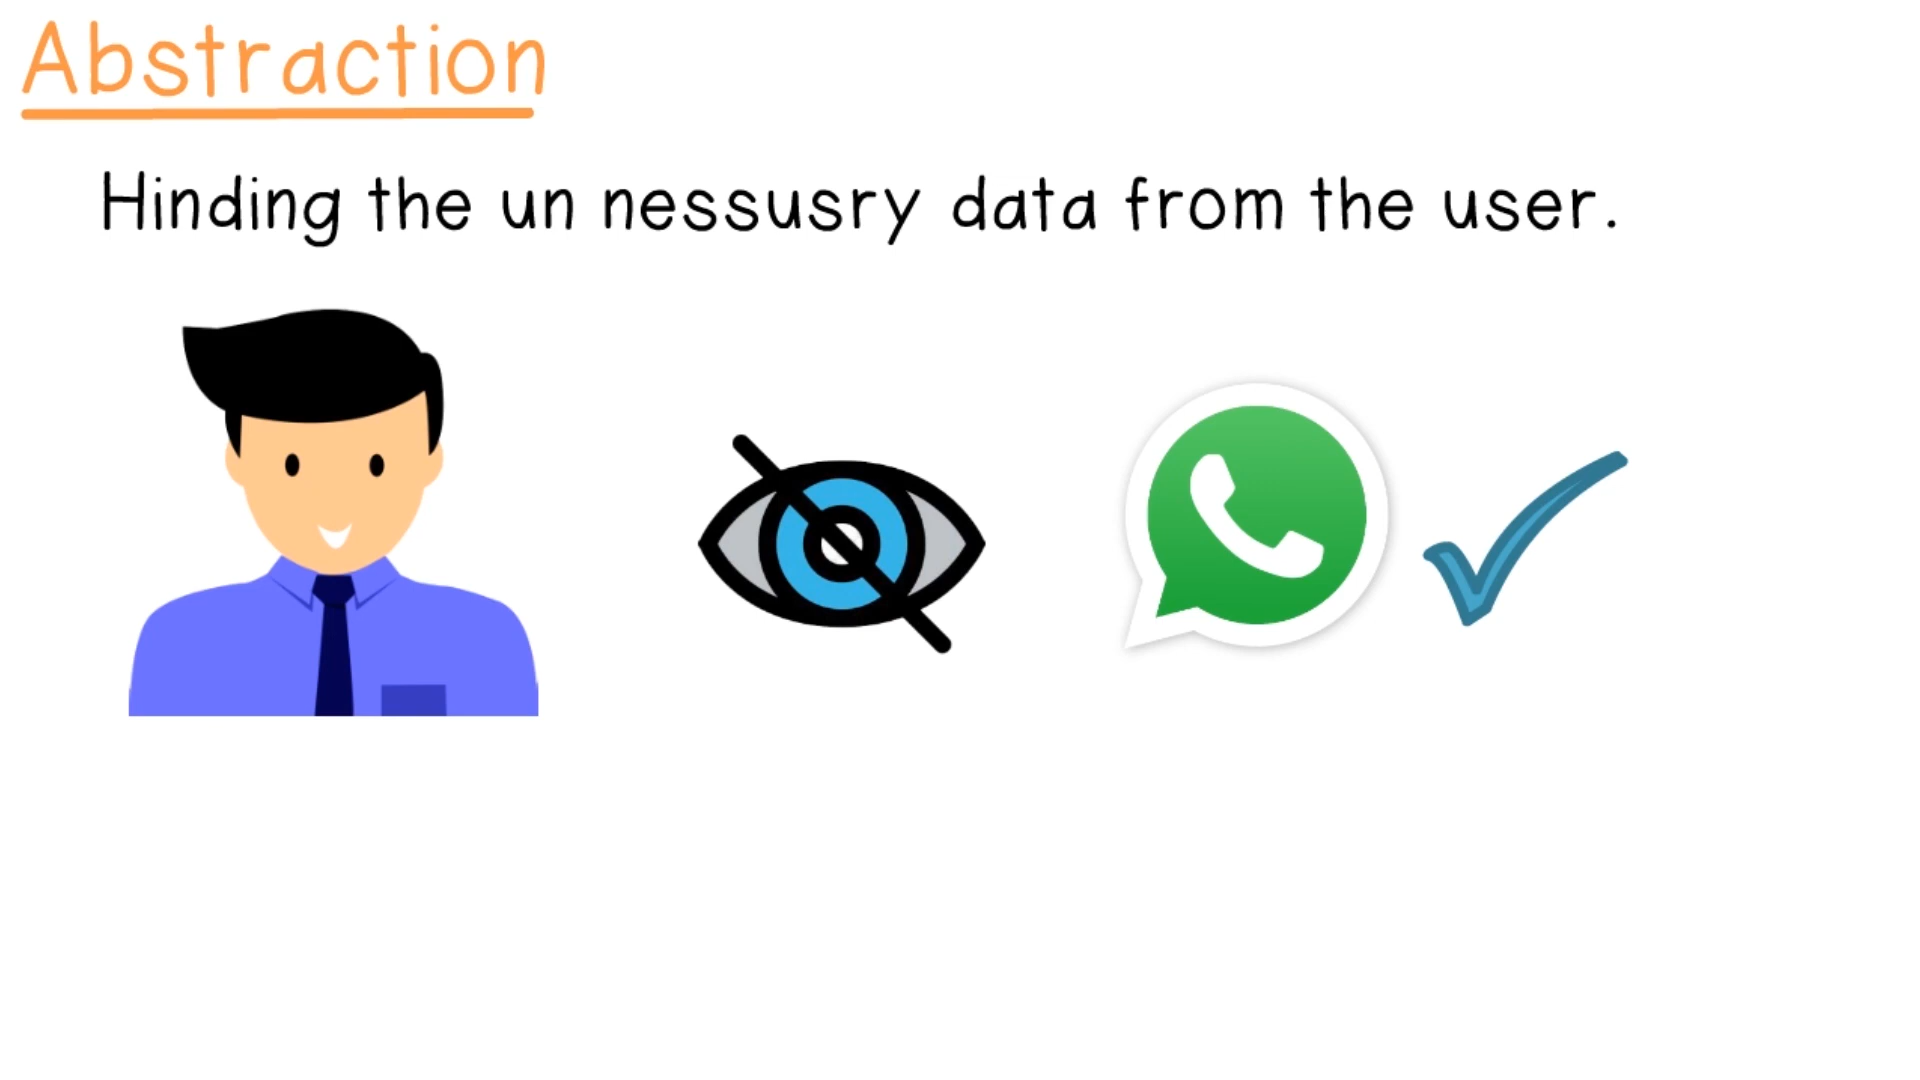 Abstraction
Hinding the un nessusry data from the user.